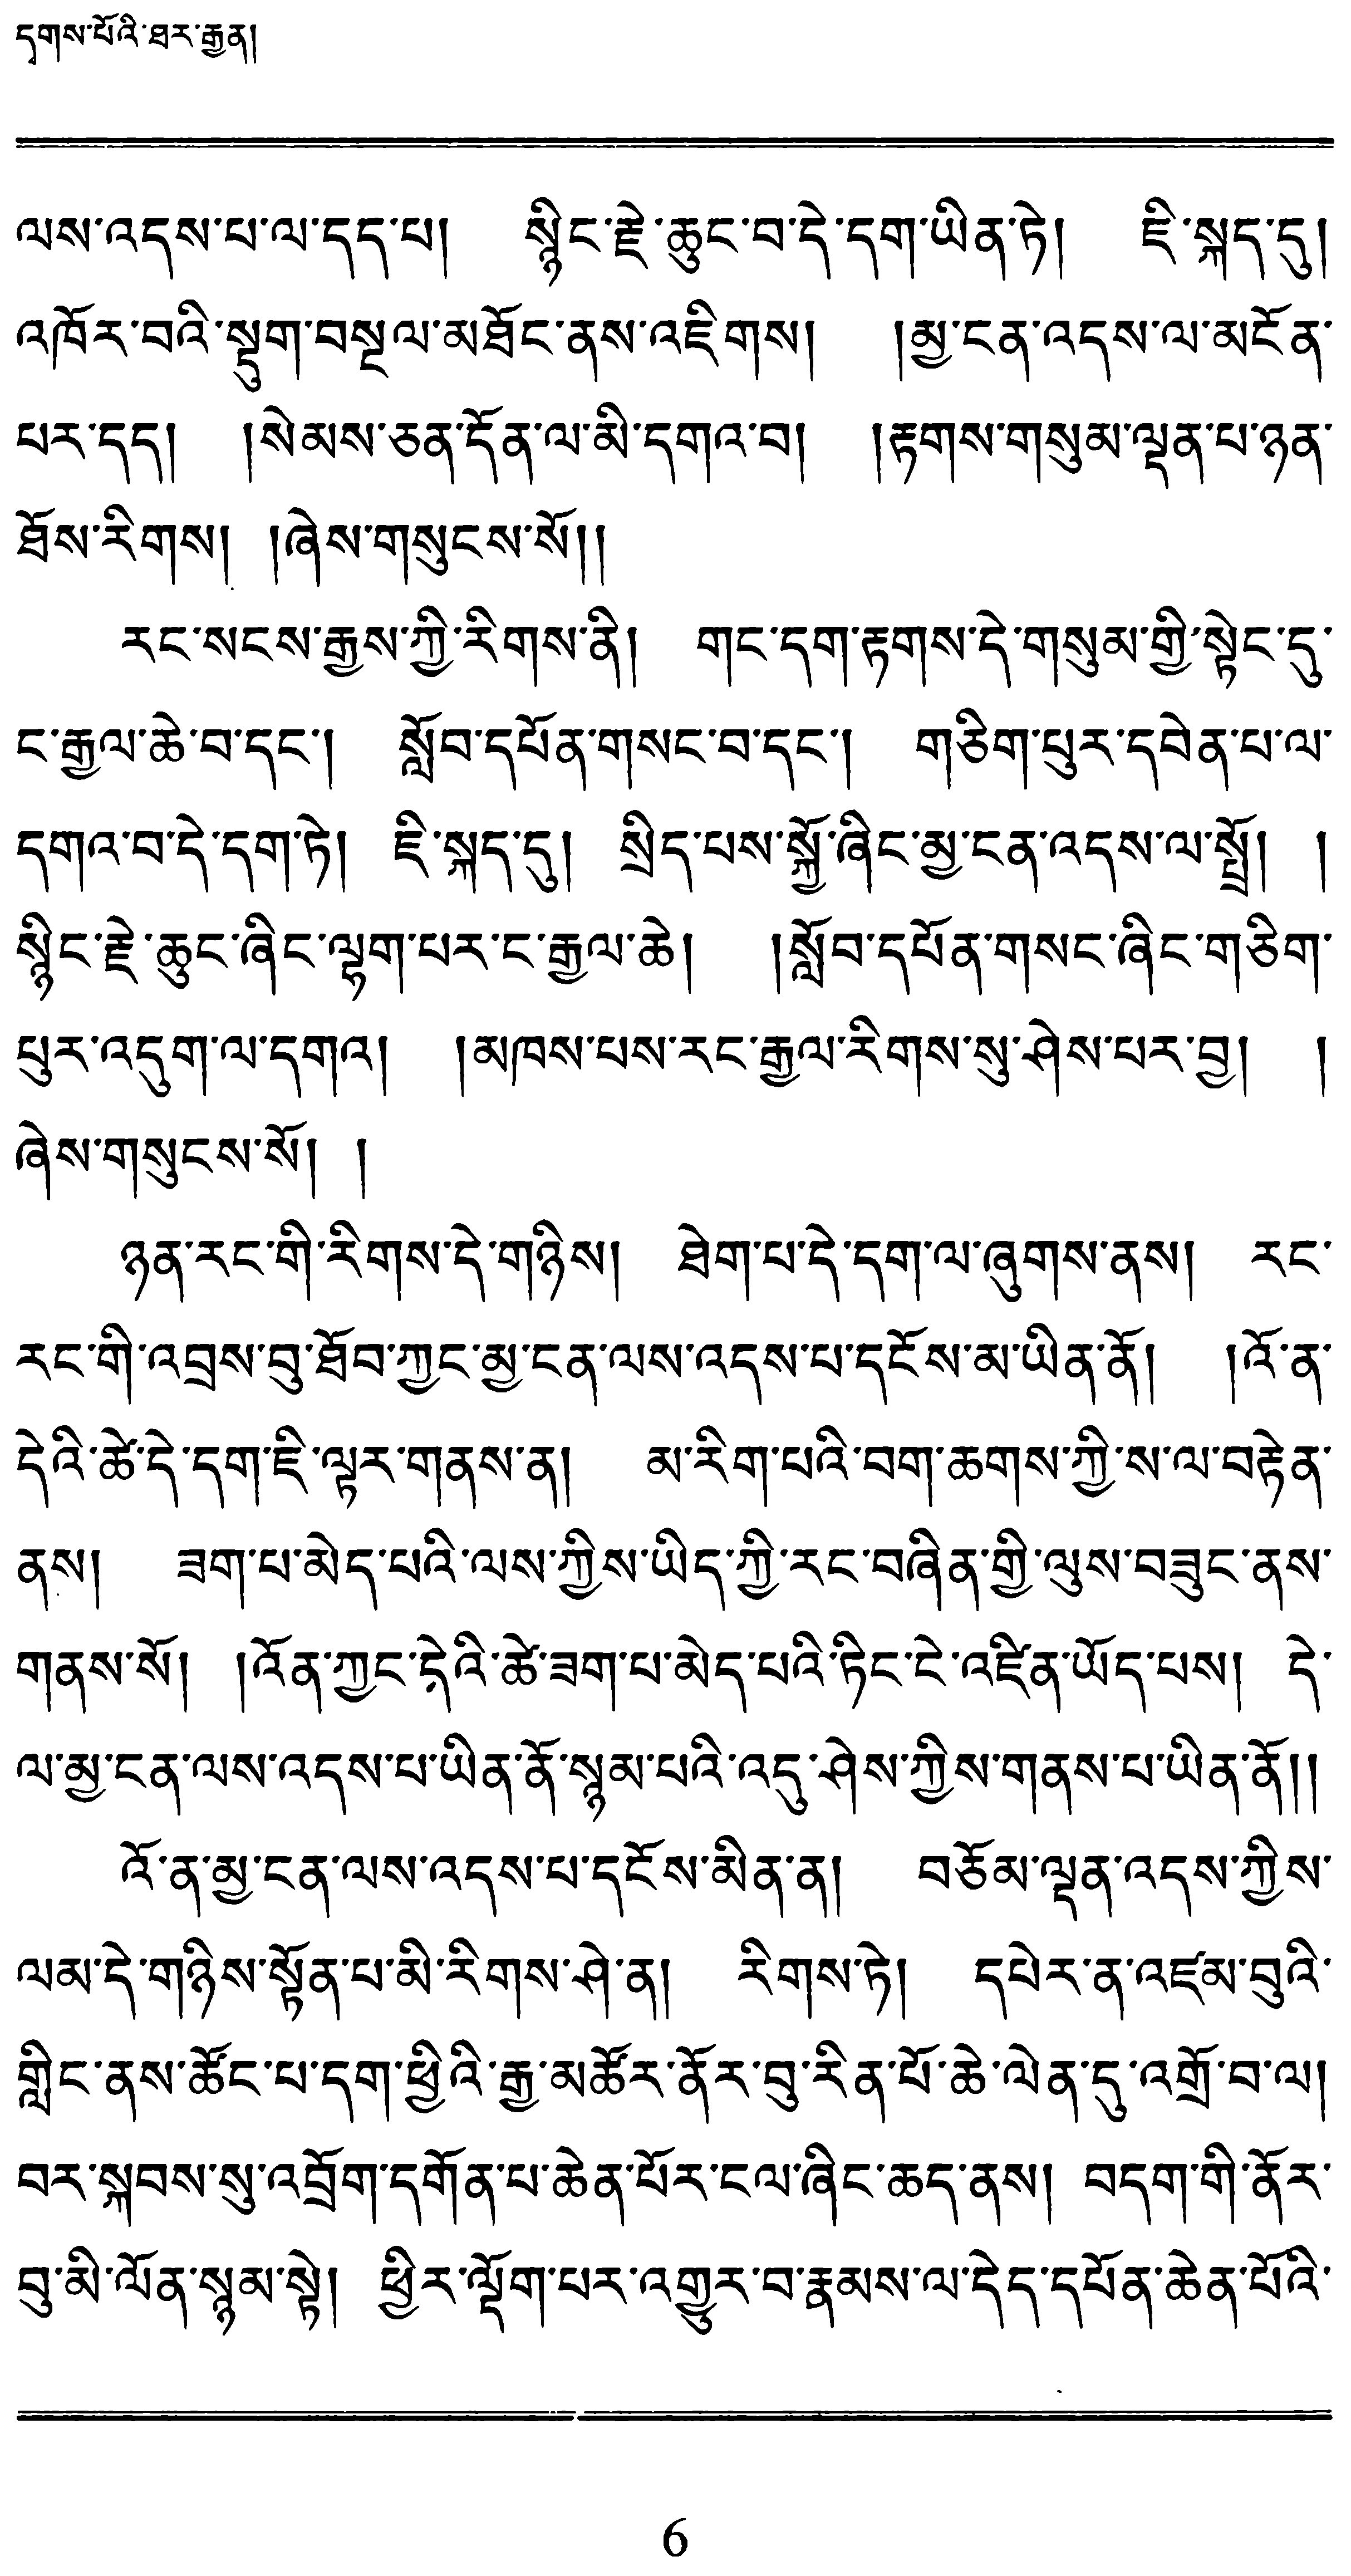 དྭགས་པོའི་ཐར་རྒྱན།
ལས་འདས་པ་ལ་དད་པ། སྙིང་རྗེ་ཆུང་བ་དེ་དག་ཡིན་ཏེ། ཇི་སྐད་དུ།
འཁོར་བའི་སྡུག་བསྔལ་མཐོང་ནས་འཇིགས། །མྱ་ངན་འདས་ལ་མངོན་
པར་དད། །སེམས་ཅན་དོན་ལ་མི་དགའ་བ། །རྟགས་གསུམ་ལྡན་པ་ཉན་
ཐོས་རིགས། །ཞེས་གསུངས་སོ།།
རང་སངས་རྒྱས་ཀྱི་རིགས་ནི། གང་དག་རྟགས་དེ་གསུམ་གྱི་སྟེང་དུ་
ང་རྒྱལ་ཆེ་བ་དང་། སློབ་དཔོན་གསང་བ་དང་། གཅིག་པུར་དབེན་པ་ལ་
དགའ་བ་དེ་དག་ཏེ། ཇི་སྐད་དུ། སྲིད་པས་སྐྱོ་ཞིང་མྱ་ངན་འདས་ལ་སྤྲོ། །
སྙིང་རྗེ་ཆུང་ཞིང་ལྷག་པར་ང་རྒྱལ་ཆེ། །སློབ་དཔོན་གསང་ཞིང་གཅིག་
པུར་འདུག་ལ་དགའ། །མཁས་པས་རང་རྒྱལ་རིགས་སུ་ཤེས་པར་བྱ། །
ཞེས་གསུངས་སོ། །
ཉན་རང་གི་རིགས་དེ་གཉིས། ཐེག་པ་དེ་དག་ལ་ཞུགས་ནས། རང་
རང་གི་འབྲས་བུ་ཐོབ་ཀྱང་མྱ་ངན་ལས་འདས་པ་དངོས་མ་ཡིན་ནོ། །འོ་ན་
དེའི་ཚེ་དེ་དག་ཇི་ལྟར་གནས་ན། མ་རིག་པའི་བག་ཆགས་ཀྱི་ས་ལ་བརྟེན་
ནས། ཟག་པ་མེད་པའི་ལས་ཀྱིས་ཡིད་ཀྱི་རང་བཞིན་གྱི་ལུས་བཟུང་ནས་
གནས་སོ། །འོན་ཀྱང་དེའི་ཚེ་ཟག་པ་མེད་པའི་ཏིང་ངེ་འཛིན་ཡོད་པས། དེ་
ལ་མྱ་ངན་ལས་འདས་པ་ཡིན་ནོ་སྙམ་པའི་འདུ་ཤེས་ཀྱིས་གནས་པ་ཡིན་ནོ།།
འོ་ན་མྱ་ངན་ལས་འདས་པ་དངོས་མིན་ན། བཅོམ་ལྡན་འདས་ཀྱིས་
ལམ་དེ་གཉིས་སྟོན་པ་མི་རིགས་ཤེ་ན། རིགས་ཏེ། དཔེར་ན་འཛམ་བུའི་
གླིང་ནས་ཚོང་པ་དག་ཕྱིའི་རྒྱ་མཚོར་ནོར་བུ་རིན་པོ་ཆེ་ལེན་དུ་འགྲོ་བ་ལ།
བར་སྐབས་སུ་འབྲོག་དགོན་པ་ཆེན་པོར་ངལ་ཞིང་ཆད་ནས། བདག་གི་ནོར་
བུ་མི་ལོན་སྙམ་སྟེ། ཕྱིར་ལྡོག་པར་འགྱུར་བ་རྣམས་ལ་དེད་དཔོན་ཆེན་པོའི་
6